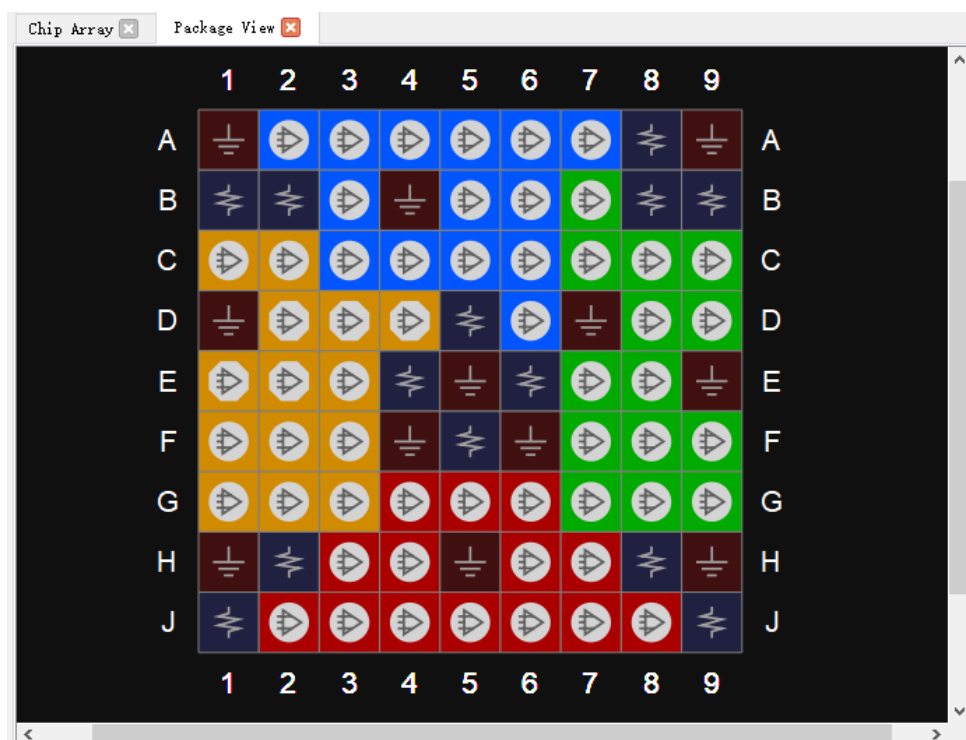 Chip Array Package View
1 2 3 4 5 6 7 8 9
A A
B B
C C
D D
E E
F F
G G
H H
J J
1 2 3 4 5 6 7 8 9